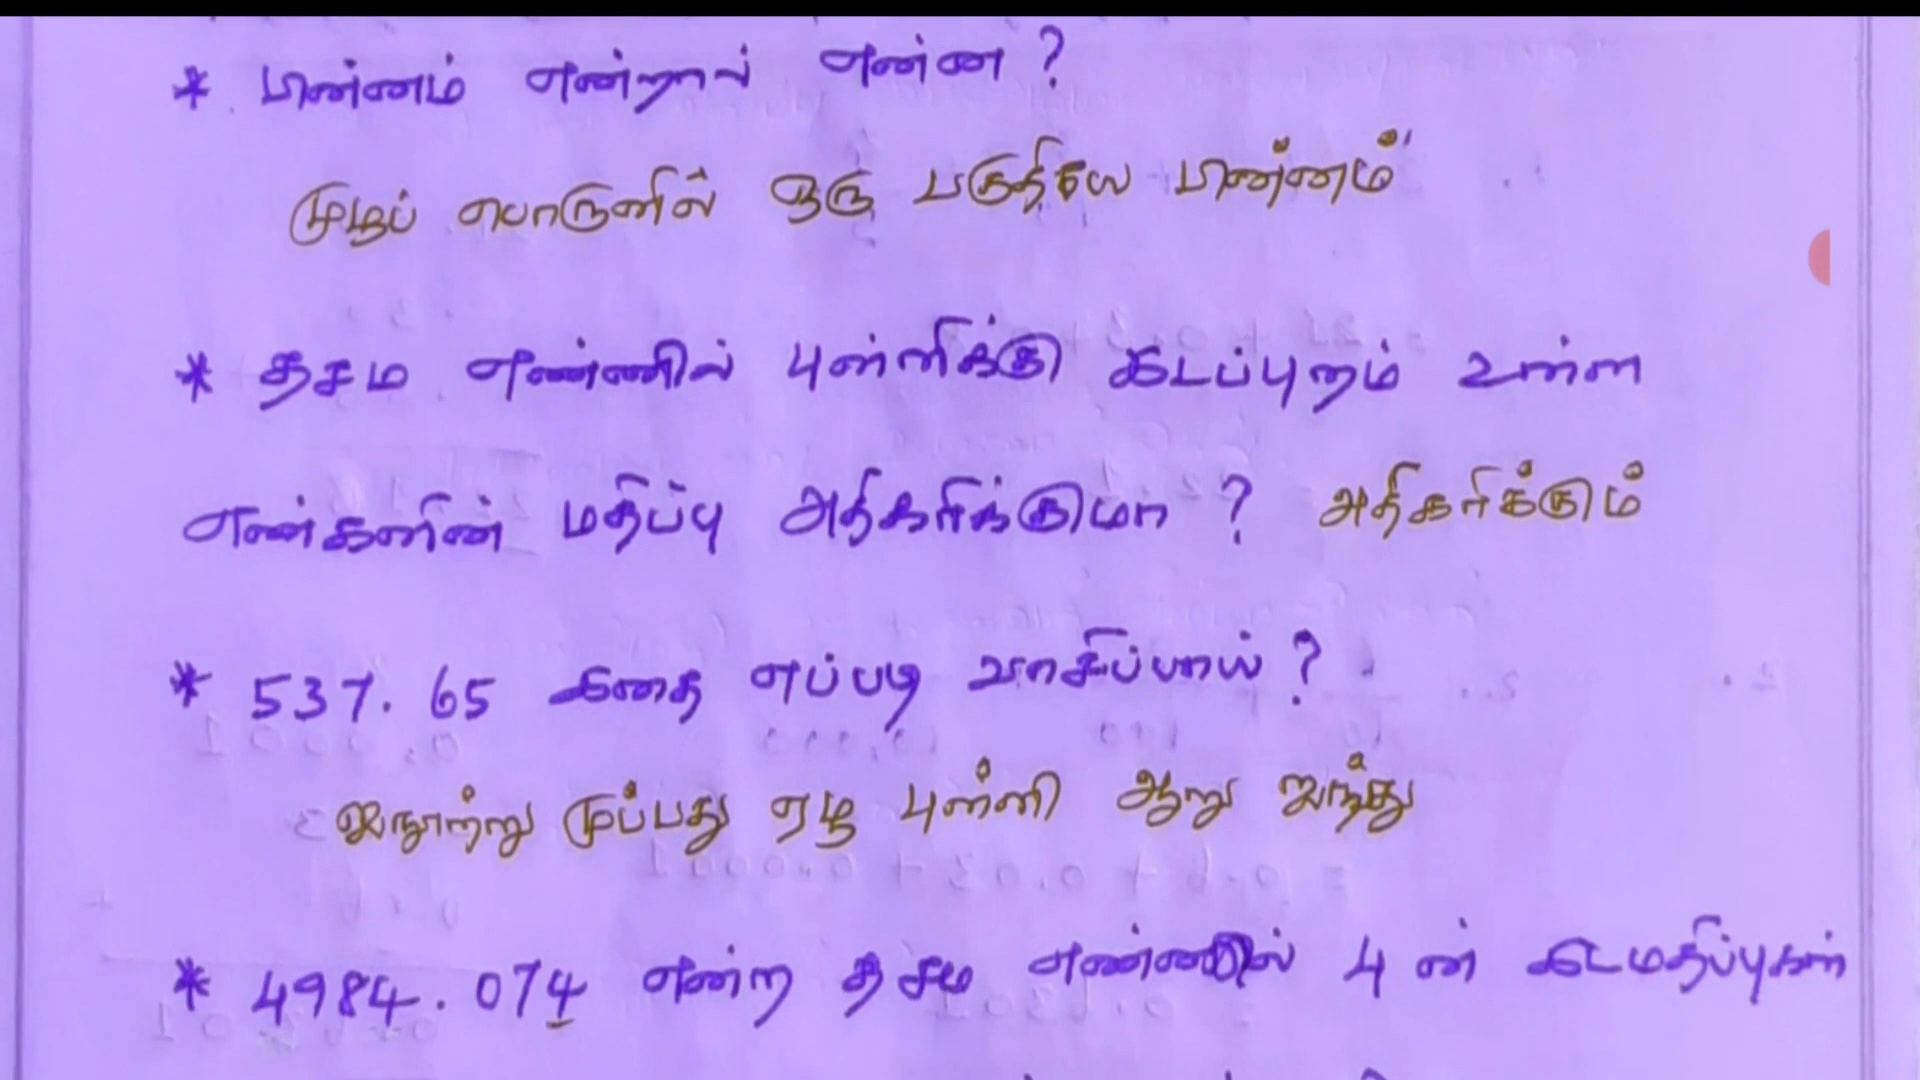 * பின்னம் என்றால் என்ன ?
முழுப் பொருளில் ஒரு பகுதியே பின்னம்
* தசம எண்ணில் புள்ளிக்கு இடப்புறம் உள்ள
எண்களின் மதிப்பு அதிகரிக்குமா ? அதிகரிக்கும்
* 537.65 இதை எப்படி வாசிப்பாய் ?
ஐநூற்று முப்பது ஏழு புள்ளி ஆறு ஐந்து
* 4984.074 என்ற தசம எண்ணில் 4 ன் இடமதிப்புகள்